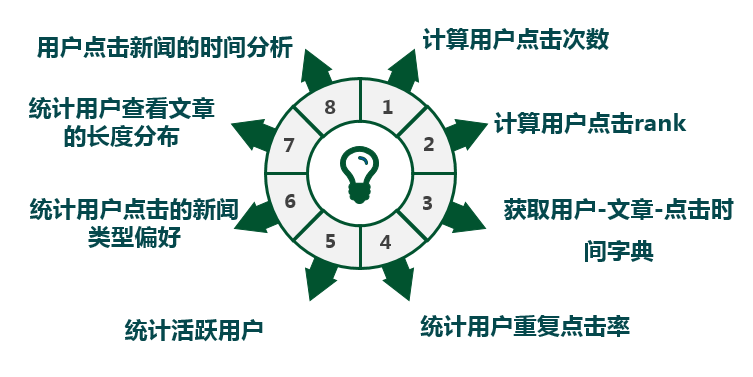 用户点击新闻的时间分析
计算用户点击次数
8
1
统计用户查看文章
的长度分布
7
2
计算用户点击rank
统计用户点击的新闻
类型偏好
6
3
获取用户-文章-点击时
间字典
5
4
统计活跃用户
统计用户重复点击率